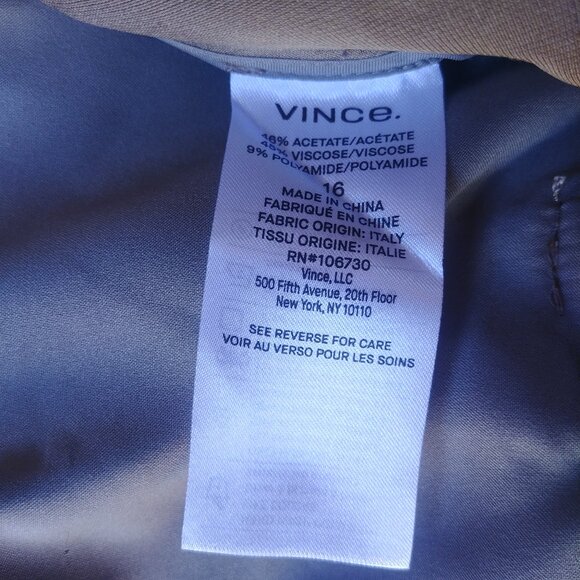 VINCE.
46% ACETATE/ACÉTATE
45% VISCOSE/VISCOSE
9% POLYAMIDE/POLYAMIDE
16
MADE IN CHINA
FABRIQUÉ EN CHINE
FABRIC ORIGIN: ITALY
TISSU ORIGINE: ITALIE
RN#106730
Vince, LLC
500 Fifth Avenue, 20th Floor
New York, NY 10110
SEE REVERSE FOR CARE
VOIR AU VERSO POUR LES SOINS